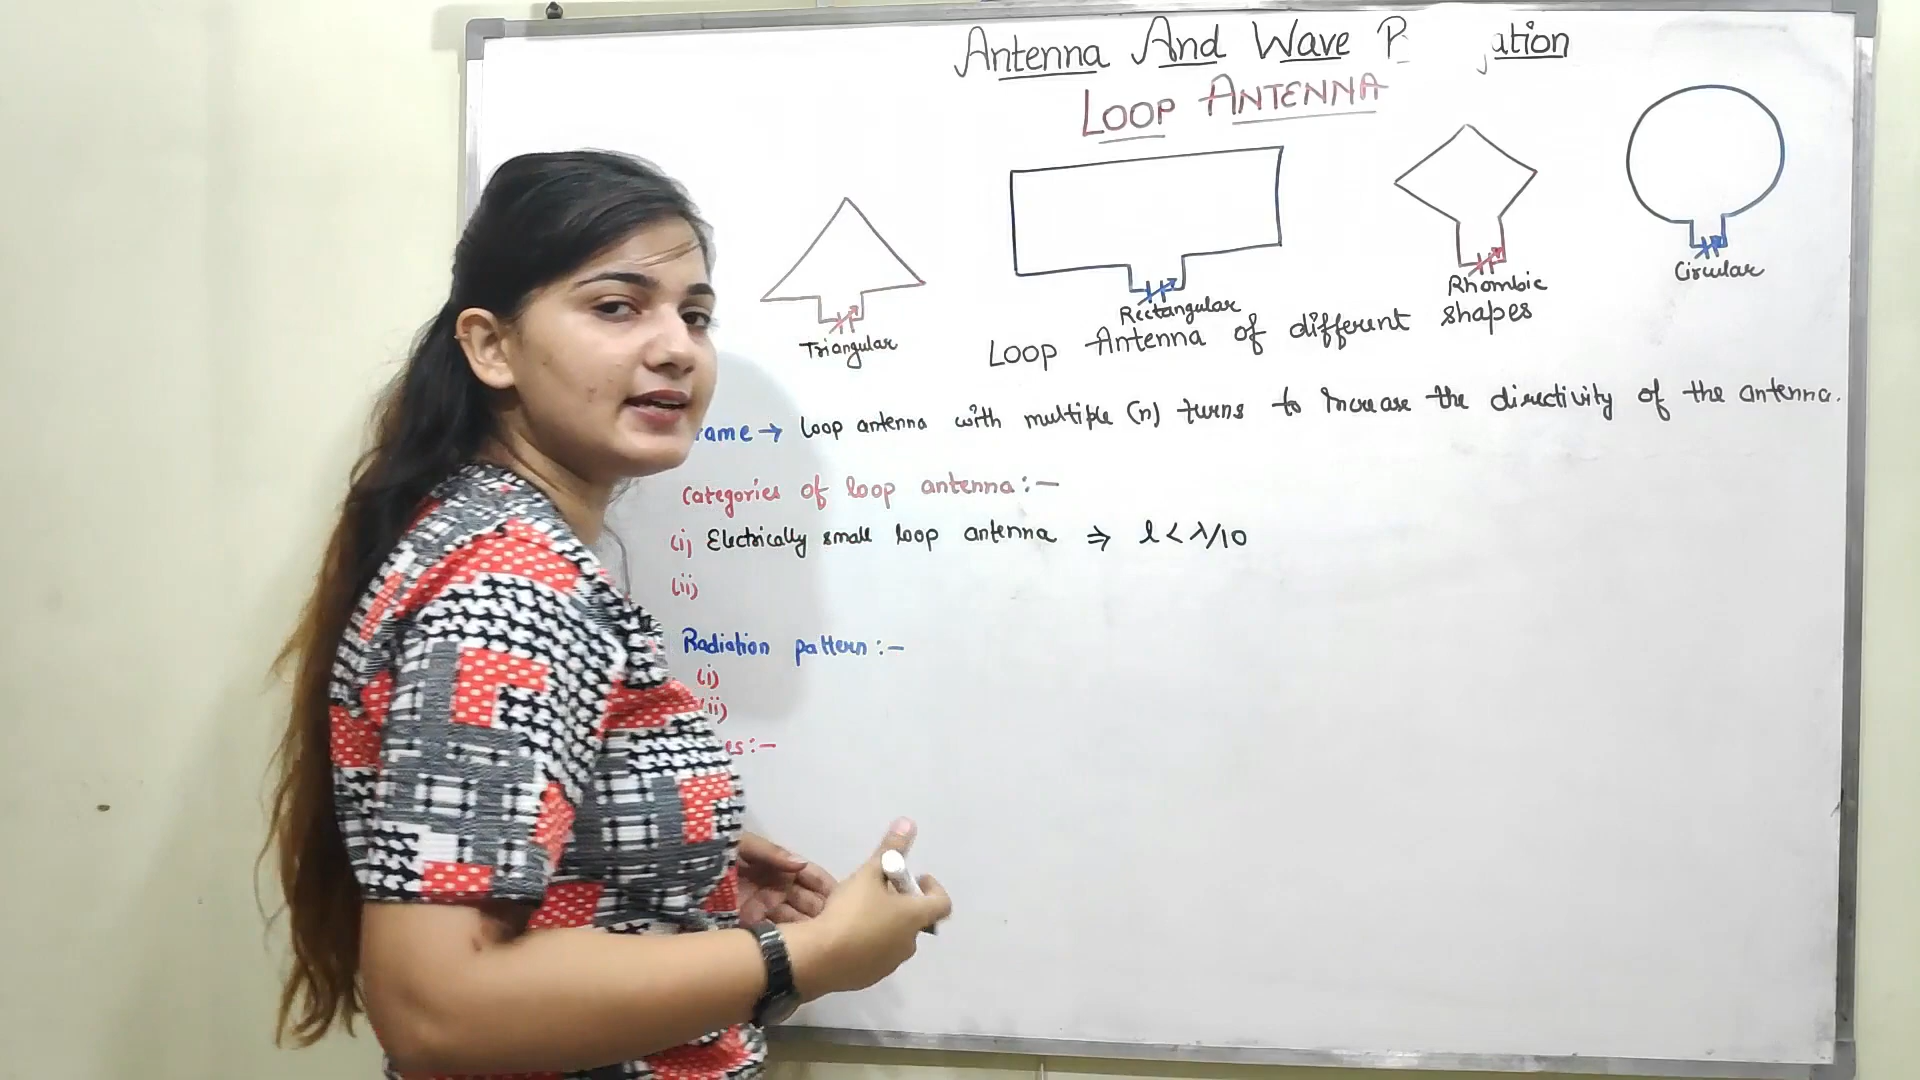 Antenna And Wave P ation
LOOP ANTENNA
Triangular
Rectangular
Rhombic
Circular
Loop Antenna of different shapes
rame → loop antenna with multiple (n) turns to increase the directivity of the antenna.
Categories of loop antenna:-
(i) Electrically small loop antenna ⇒ l < λ/10
(ii)
Radiation pattern:-
(i)
(ii)
es:-